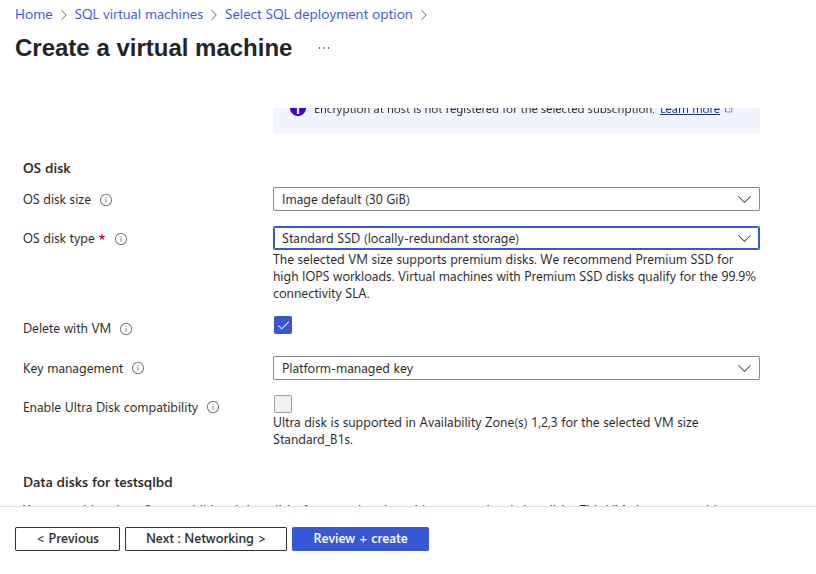 Home > SQL virtual machines > Select SQL deployment option >
Create a virtual machine ...
Encryption at host is not registered for the selected subscription. Learn more
OS disk
OS disk size
Image default (30 GiB)
OS disk type *
Standard SSD (locally-redundant storage)
The selected VM size supports premium disks. We recommend Premium SSD for
high IOPS workloads. Virtual machines with Premium SSD disks qualify for the 99.9%
connectivity SLA.
Delete with VM
Key management
Platform-managed key
Enable Ultra Disk compatibility
Ultra disk is supported in Availability Zone(s) 1,2,3 for the selected VM size
Standard_B1s.
Data disks for testsqlbd
< Previous
Next : Networking >
Review + create